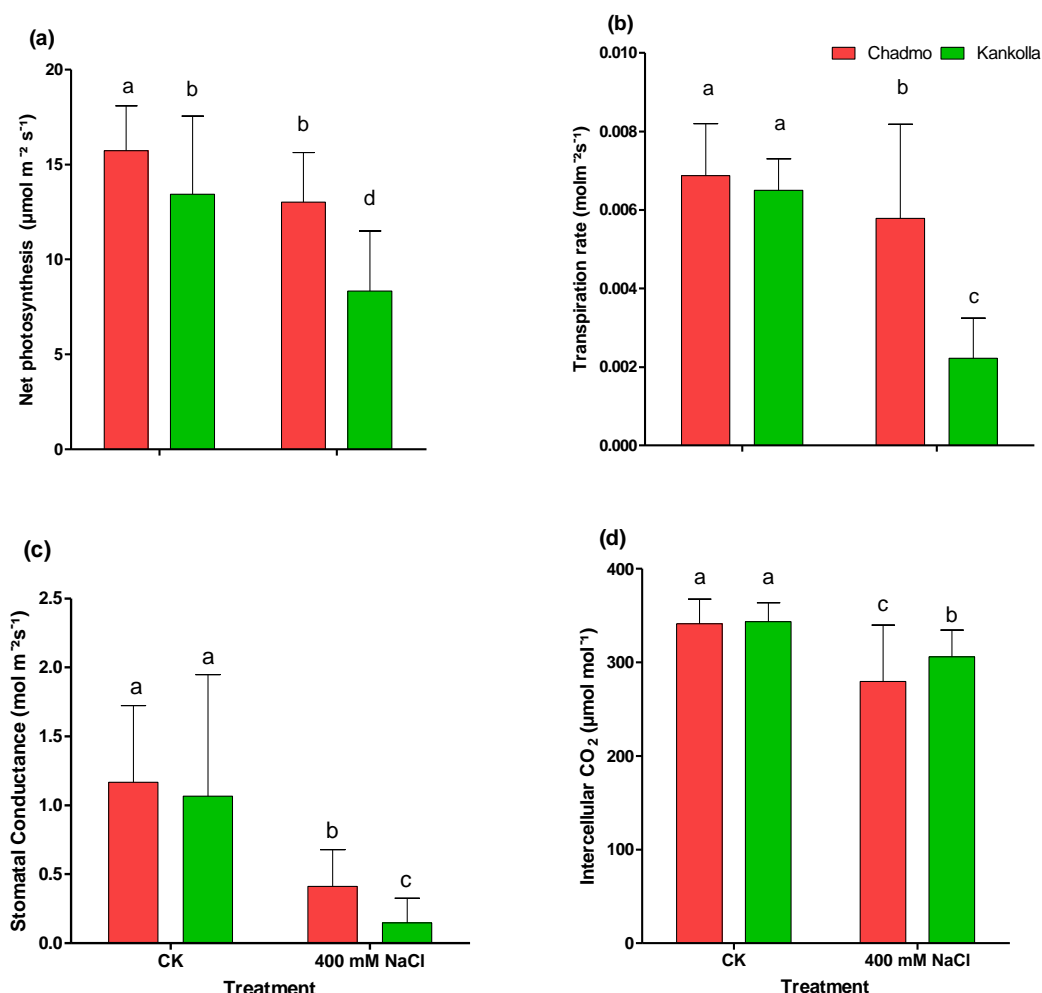 (a)
Net photosynthesis (µmol m⁻² s⁻¹)
20
15
10
5
0
a
b
b
d
(b)
Chadmo
Kankolla
Transpiration rate (molm⁻²s⁻¹)
0.010
0.008
0.006
0.004
0.002
0.000
a
a
b
c
(c)
Stomatal Conductance (mol m⁻²s⁻¹)
2.5
2.0
1.5
1.0
0.5
0.0
a
a
b
c
CK
400 mM NaCl
Treatment
(d)
Intercellular CO₂ (µmol mol⁻¹)
400
300
200
100
0
a
a
c
b
CK
400 mM NaCl
Treatment